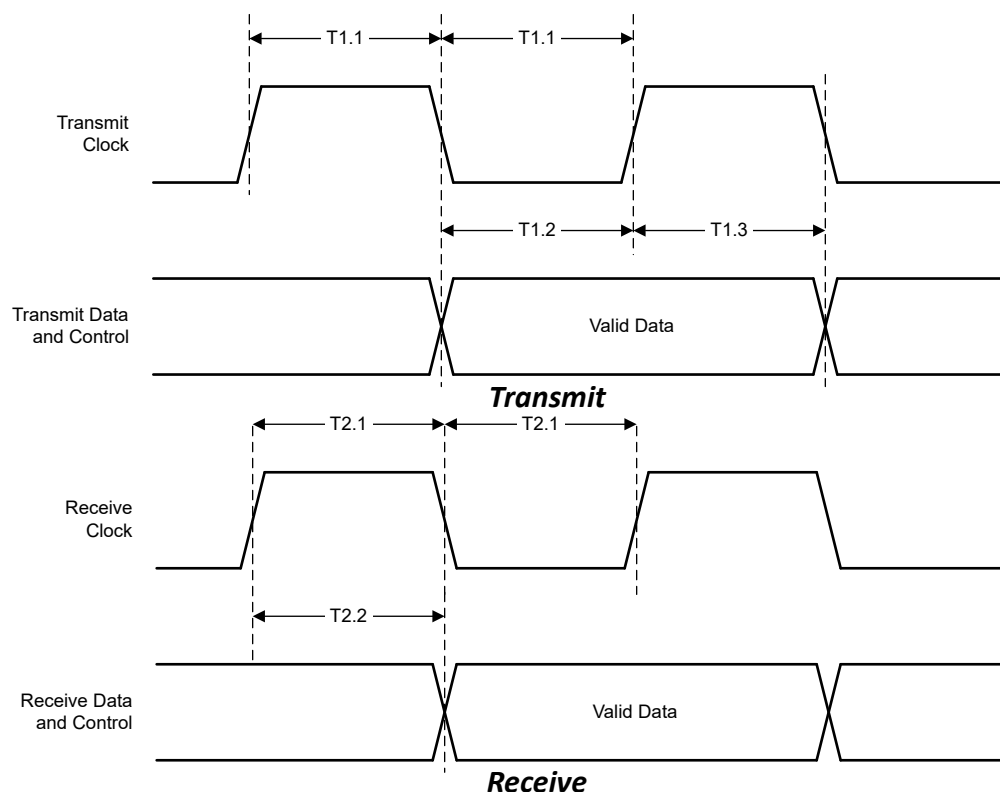 T1.1 T1.1
Transmit
Clock
T1.2 T1.3
Transmit Data
and Control
Valid Data
Transmit
T2.1 T2.1
Receive
Clock
T2.2
Receive Data
and Control
Valid Data
Receive